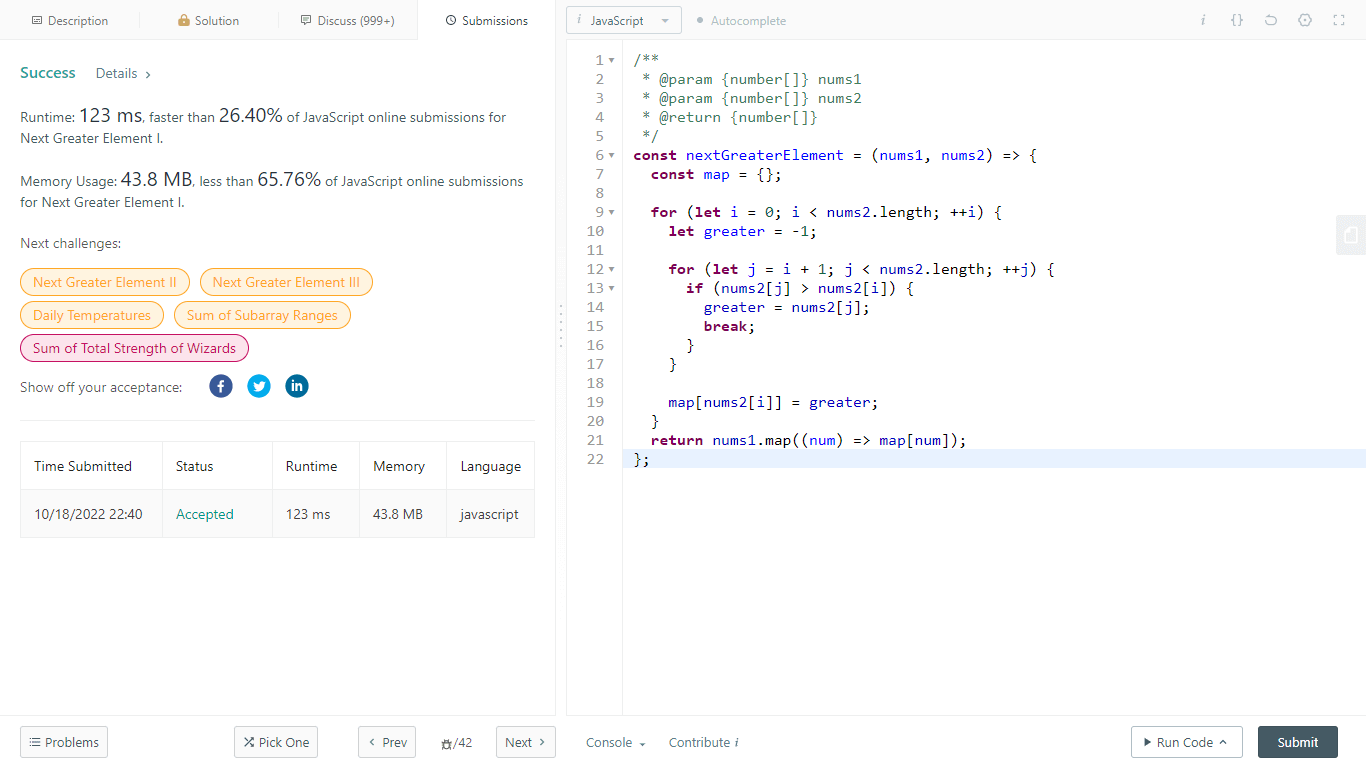 Description
Solution
Discuss (999+)
Submissions
Success
Details
Runtime: 123 ms, faster than 26.40% of JavaScript online submissions for
Next Greater Element I.
Memory Usage: 43.8 MB, less than 65.76% of JavaScript online submissions
for Next Greater Element I.
Next challenges:
Next Greater Element II
Next Greater Element III
Daily Temperatures
Sum of Subarray Ranges
Sum of Total Strength of Wizards
Show off your acceptance:
Time Submitted Status Runtime Memory Language
10/18/2022 22:40 Accepted 123 ms 43.8 MB javascript
Problems
Pick One
Prev
/42
Next
i JavaScript
Autocomplete
i {}
1 /**
2  * @param {number[]} nums1
3  * @param {number[]} nums2
4  * @return {number[]}
5  */
6 const nextGreaterElement = (nums1, nums2) => {
7   const map = {};
8
9   for (let i = 0; i < nums2.length; ++i) {
10     let greater = -1;
11
12     for (let j = i + 1; j < nums2.length; ++j) {
13       if (nums2[j] > nums2[i]) {
14         greater = nums2[j];
15         break;
16       }
17     }
18
19     map[nums2[i]] = greater;
20   }
21   return nums1.map((num) => map[num]);
22 };
Console
Contribute i
Run Code
Submit